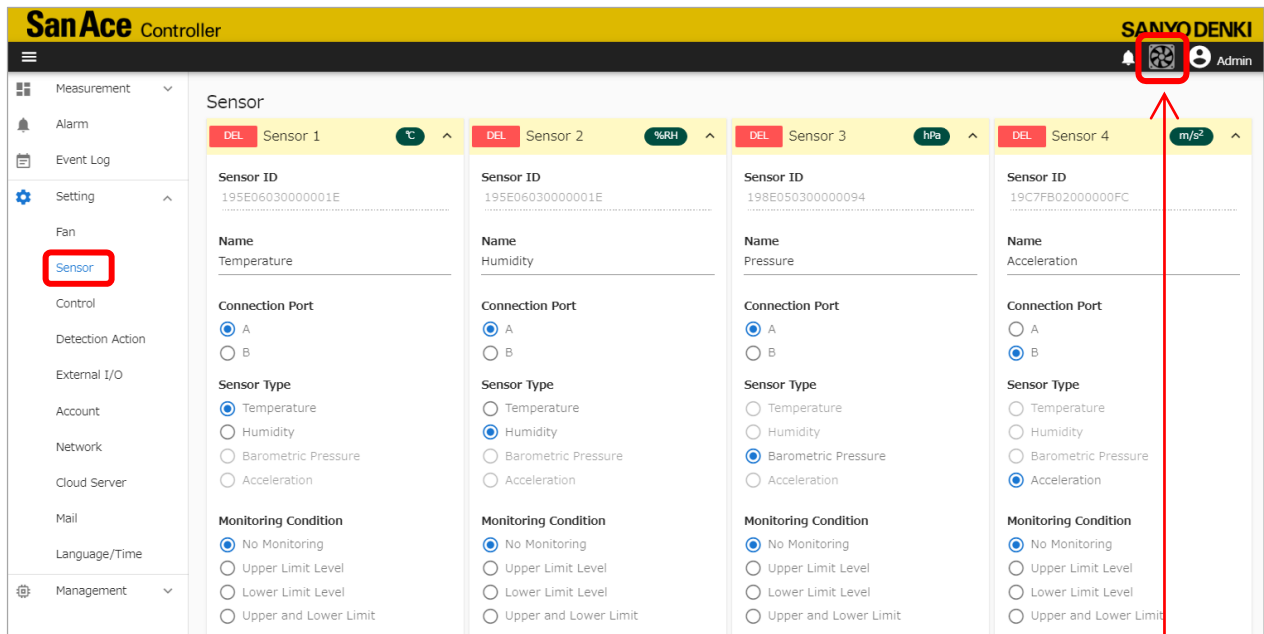 San Ace Controller
SANYO DENKI
Admin
Measurement
Alarm
Event Log
Setting
Fan
Sensor
Control
Detection Action
External I/O
Account
Network
Cloud Server
Mail
Language/Time
Management
Sensor
DEL Sensor 1 ℃
Sensor ID
195E06030000001E
Name
Temperature
Connection Port
A
B
Sensor Type
Temperature
Humidity
Barometric Pressure
Acceleration
Monitoring Condition
No Monitoring
Upper Limit Level
Lower Limit Level
Upper and Lower Limit
DEL Sensor 2 %RH
Sensor ID
195E06030000001E
Name
Humidity
Connection Port
A
B
Sensor Type
Temperature
Humidity
Barometric Pressure
Acceleration
Monitoring Condition
No Monitoring
Upper Limit Level
Lower Limit Level
Upper and Lower Limit
DEL Sensor 3 hPa
Sensor ID
198E050300000094
Name
Pressure
Connection Port
A
B
Sensor Type
Temperature
Humidity
Barometric Pressure
Acceleration
Monitoring Condition
No Monitoring
Upper Limit Level
Lower Limit Level
Upper and Lower Limit
DEL Sensor 4 m/s²
Sensor ID
19C7FB02000000FC
Name
Acceleration
Connection Port
A
B
Sensor Type
Temperature
Humidity
Barometric Pressure
Acceleration
Monitoring Condition
No Monitoring
Upper Limit Level
Lower Limit Level
Upper and Lower Limit